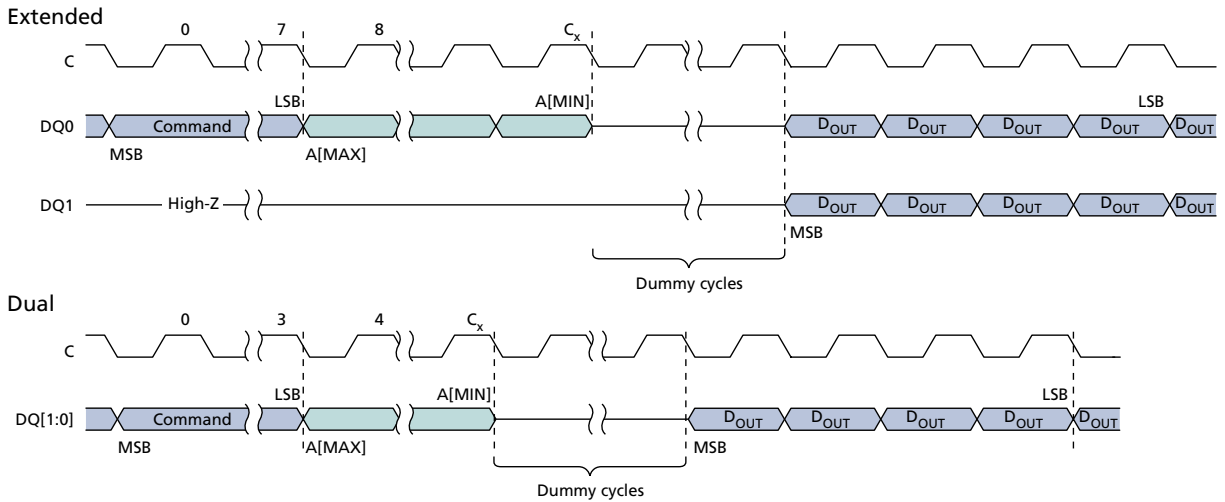 Extended
0 7 8 Cx
C
LSB A[MIN] LSB
DQ0 Command DOUT DOUT DOUT DOUT DOUT
MSB A[MAX]
DQ1 High-Z DOUT DOUT DOUT DOUT DOUT
MSB
Dummy cycles
Dual
0 3 4 Cx
C
LSB A[MIN] LSB
DQ[1:0] Command DOUT DOUT DOUT DOUT DOUT
MSB A[MAX] MSB
Dummy cycles